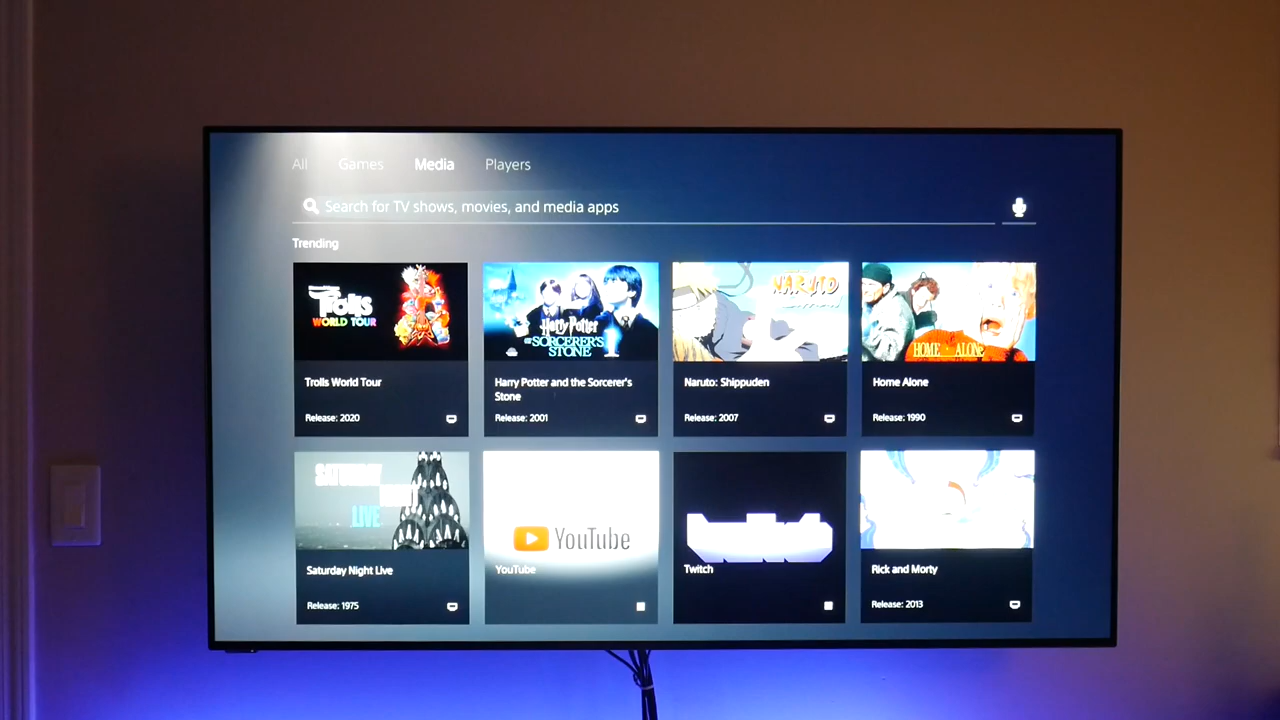 All Games Media Players
Search for TV shows, movies, and media apps
Trending
Trolls
WORLD TOUR
Harry Potter
SORCERER'S
STONE
NARUTO
HOME ALONE
Trolls World Tour
Harry Potter and the Sorcerer's
Stone
Naruto: Shippuden
Home Alone
Release: 2020
Release: 2001
Release: 2007
Release: 1990
SATURDAY
NIGHT
LIVE
YouTube
Saturday Night Live
YouTube
Twitch
Rick and Morty
Release: 1975
Release: 2013